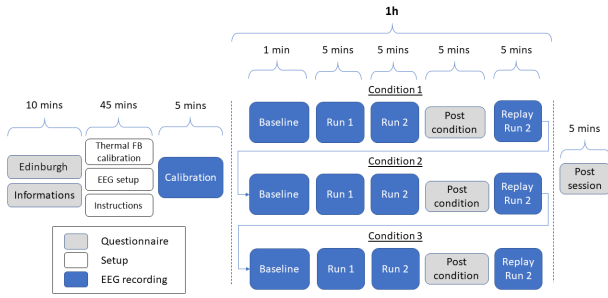 1h
1 min
5 mins
5 mins
5 mins
5 mins
10 mins
45 mins
5 mins
Condition 1
Thermal FB
calibration
Edinburgh
EEG setup
Informations
Instructions
Calibration
Baseline
Run 1
Run 2
Post
condition
Replay
Run 2
Condition 2
Baseline
Run 1
Run 2
Post
condition
Replay
Run 2
Condition 3
Baseline
Run 1
Run 2
Post
condition
Replay
Run 2
5 mins
Post
session
Questionnaire
Setup
EEG recording